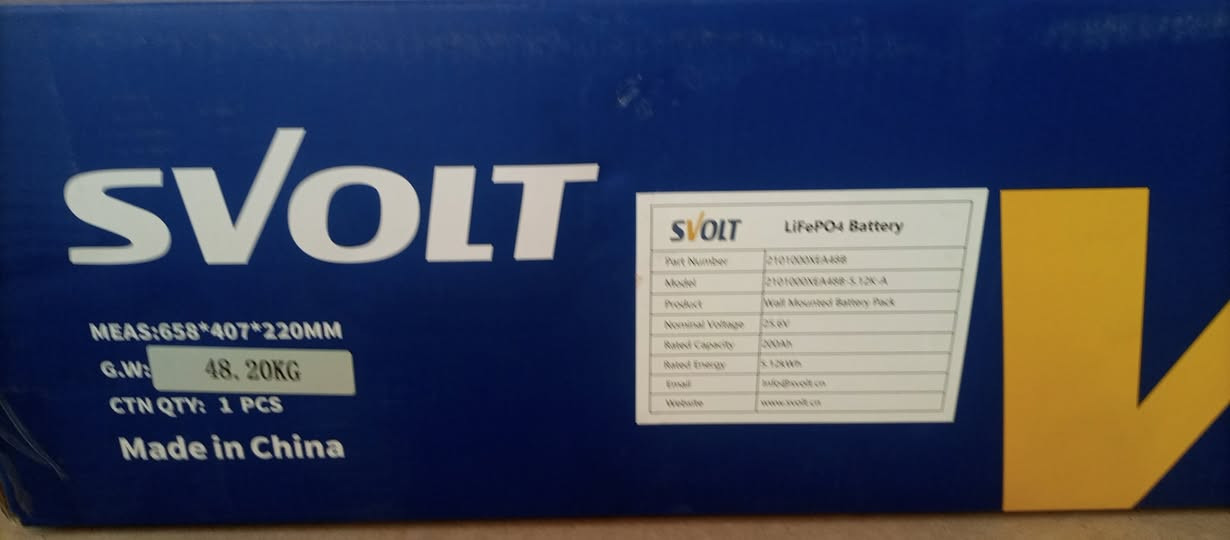 SVOLT
MEAS:658*407*220MM
G.W: 48.20KG
CTN QTY: 1 PCS
Made in China
SVOLT LiFePO4 Battery
Part Number 2101000XEA48B
Model 2101000XEA48B-5.12K-A
Product Wall Mounted Battery Pack
Nominal Voltage 25.6V
Rated Capacity 200Ah
Rated Energy 5.12kWh
Email info@svolt.cn
Website www.svolt.cn